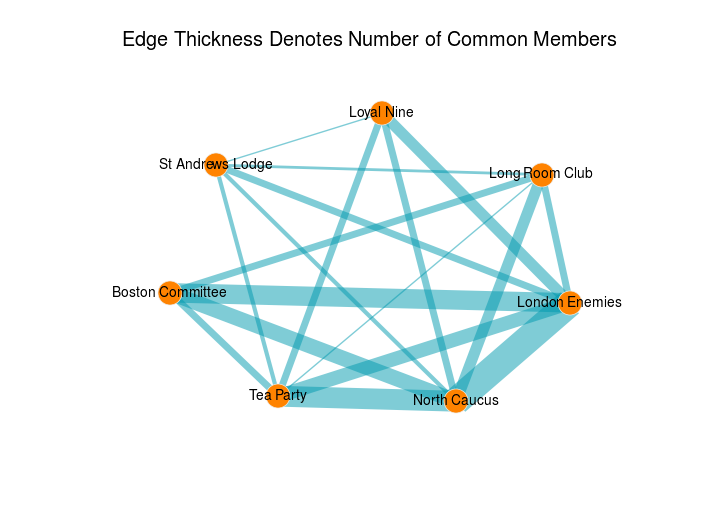 Edge Thickness Denotes Number of Common Members
Loyal Nine
St Andrews Lodge
Long Room Club
Boston Committee
London Enemies
Tea Party
North Caucus